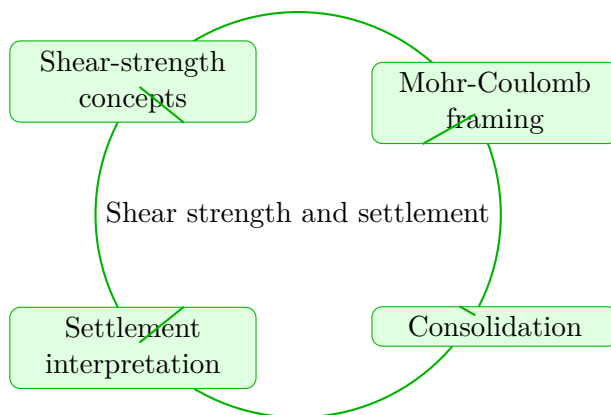 Shear-strength
concepts
Mohr-Coulomb
framing
Shear strength and settlement
Settlement
interpretation
Consolidation